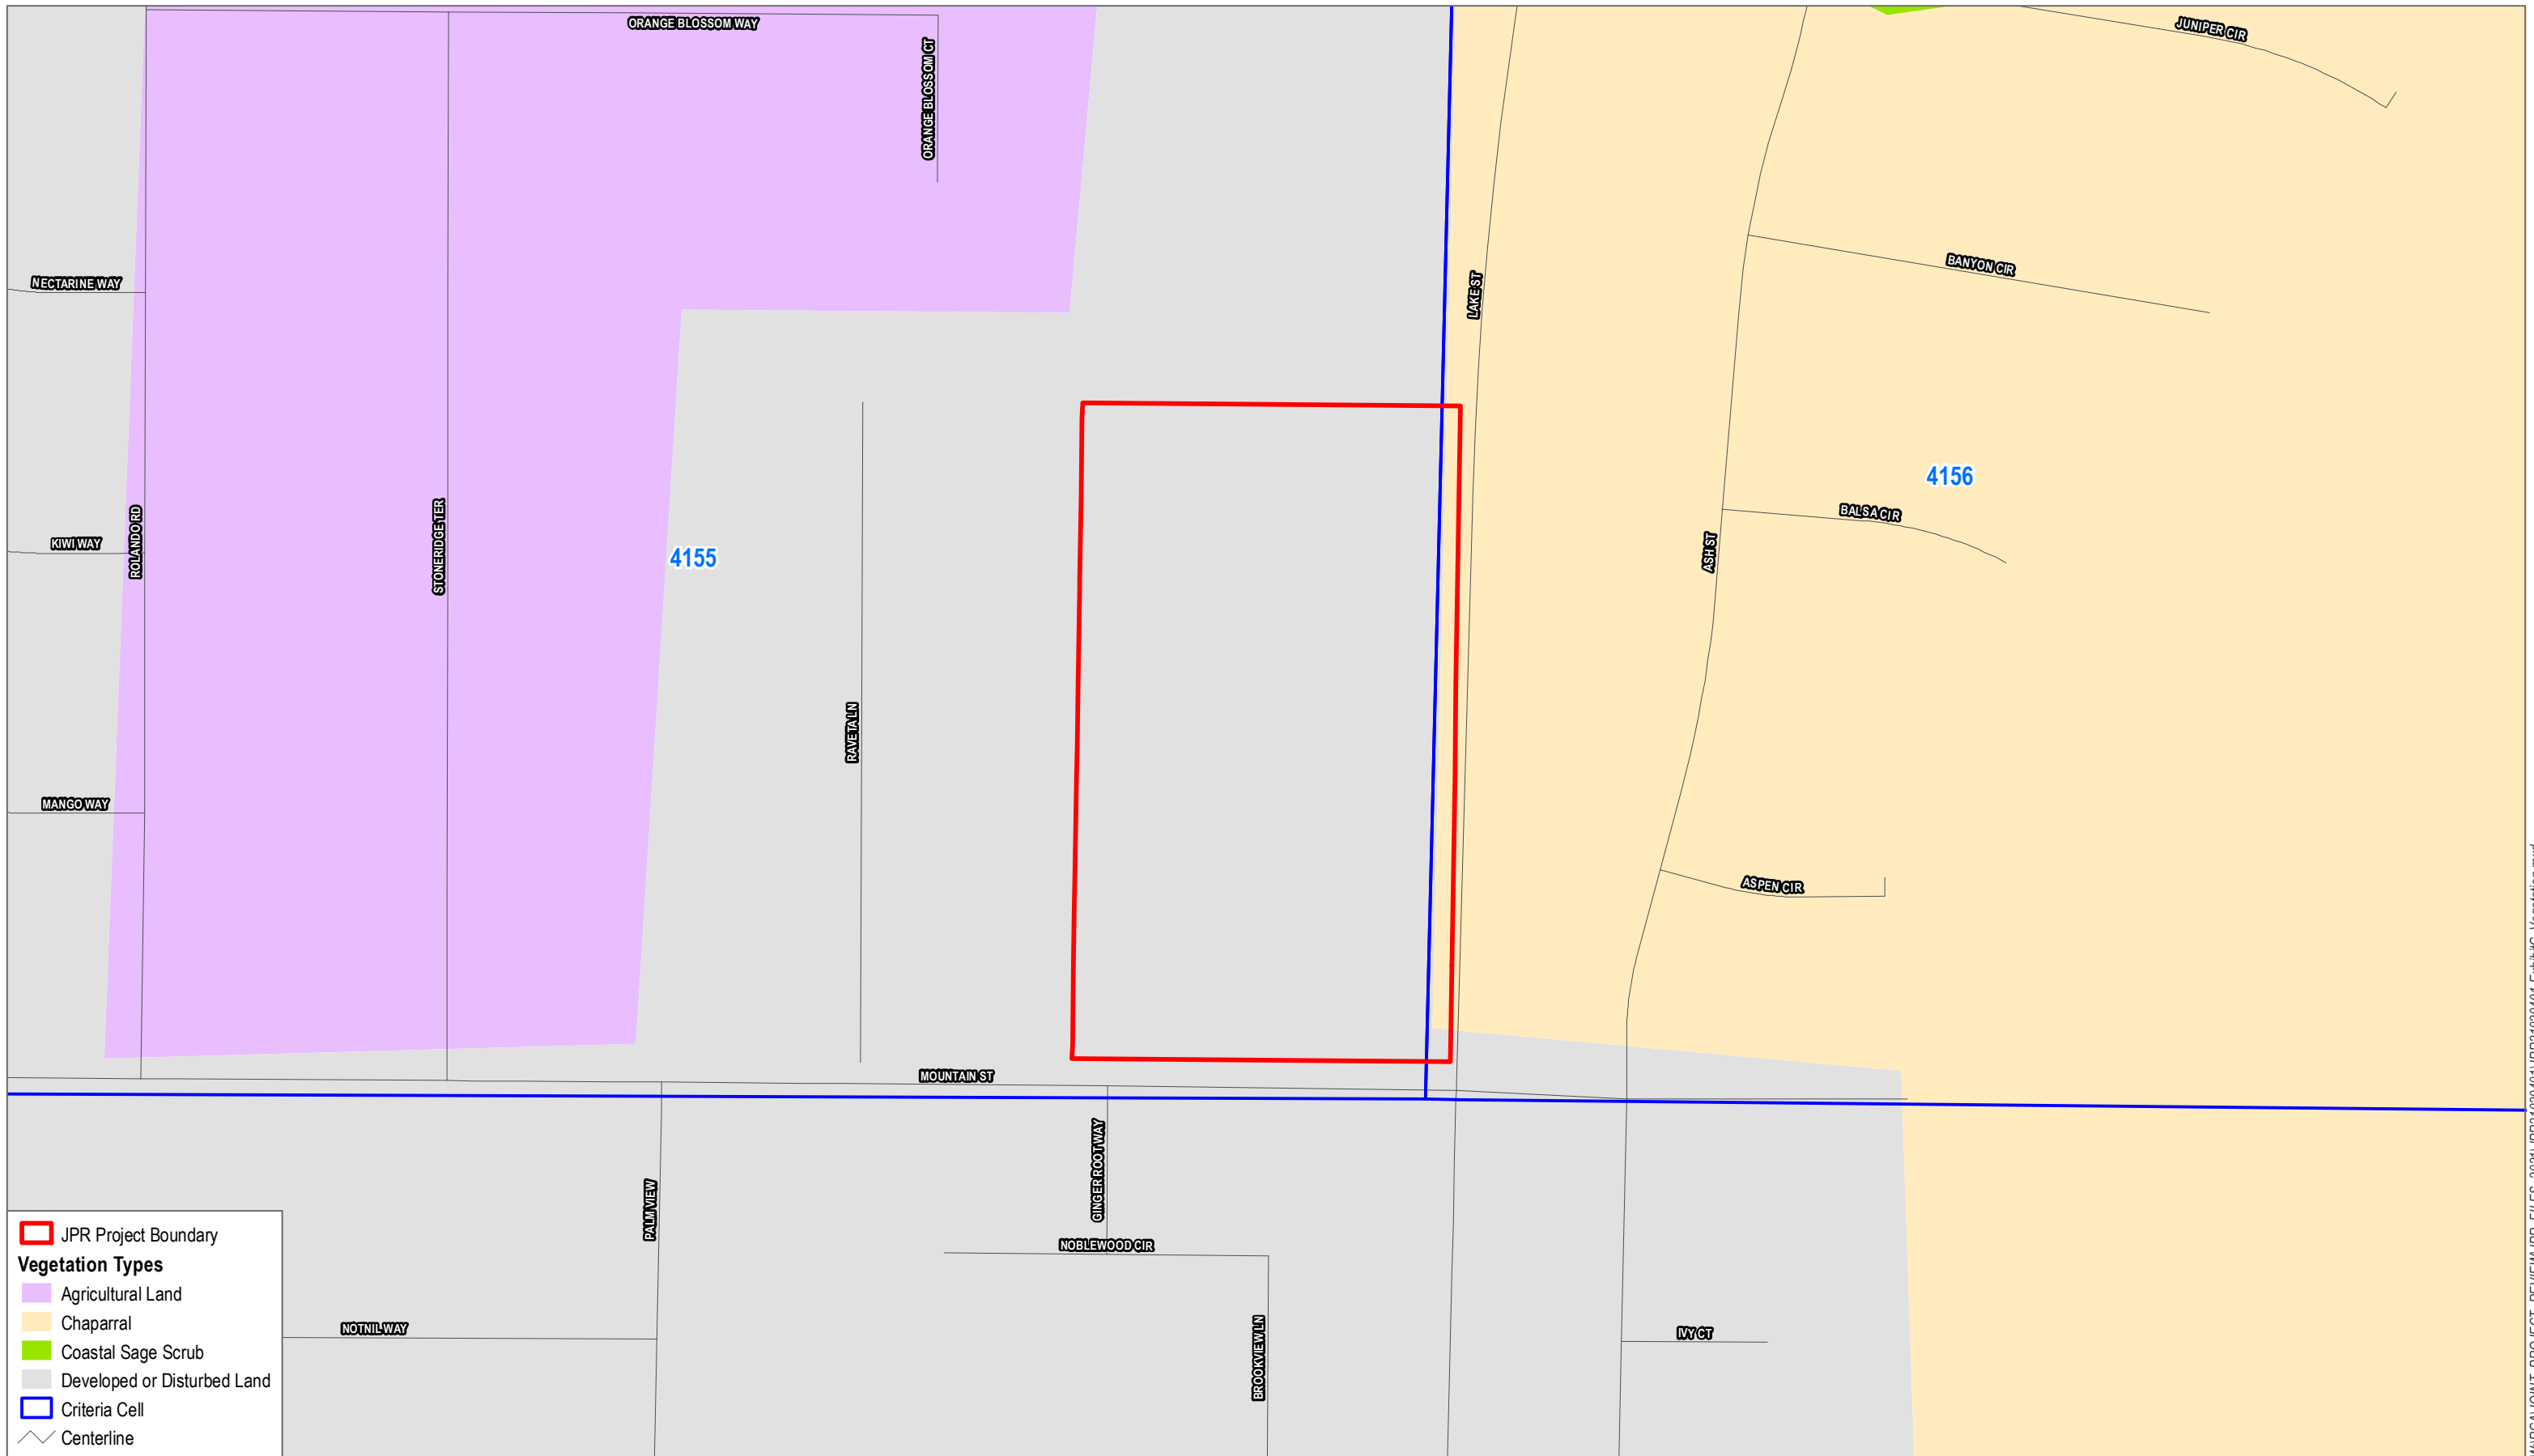 ORANGE BLOSSOM WAY
JUNIPER CIR
ORANGE BLOSSOM CT
BANYON CIR
NECTARINE WAY
LAKE ST
4156
BALSA CIR
ROLANDO RD
STONERIDGE TER
KIWI WAY
4155
ASH ST
RAVETA LN
MANGO WAY
ASPEN CIR
MOUNTAIN ST
GINGER ROOT WAY
PALM VIEW
NOBLEWOOD CIR
NOTNIL WAY
BROOKVIEW LN
IVY CT
JPR Project Boundary
Vegetation Types
Agricultural Land
Chaparral
Coastal Sage Scrub
Developed or Disturbed Land
Criteria Cell
Centerline